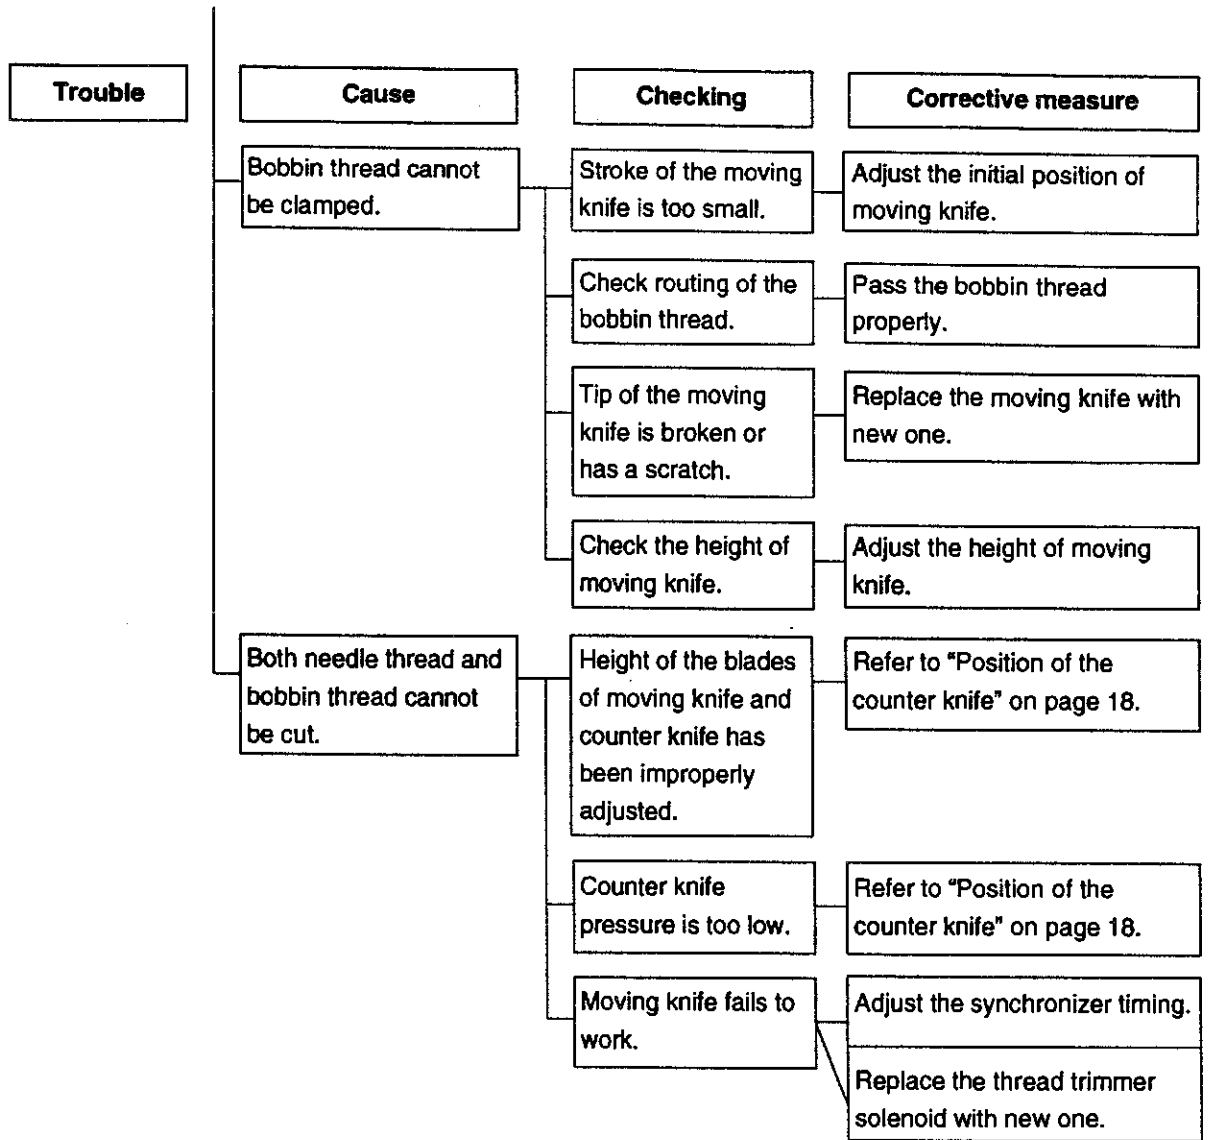 Trouble
Cause
Checking
Corrective measure
Bobbin thread cannot
be clamped.
Stroke of the moving
knife is too small.
Adjust the initial position of
moving knife.
Check routing of the
bobbin thread.
Pass the bobbin thread
properly.
Tip of the moving
knife is broken or
has a scratch.
Replace the moving knife with
new one.
Check the height of
moving knife.
Adjust the height of moving
knife.
Both needle thread and
bobbin thread cannot
be cut.
Height of the blades
of moving knife and
counter knife has
been improperly
adjusted.
Refer to "Position of the
counter knife" on page 18.
Counter knife
pressure is too low.
Refer to "Position of the
counter knife" on page 18.
Moving knife fails to
work.
Adjust the synchronizer timing.
Replace the thread trimmer
solenoid with new one.